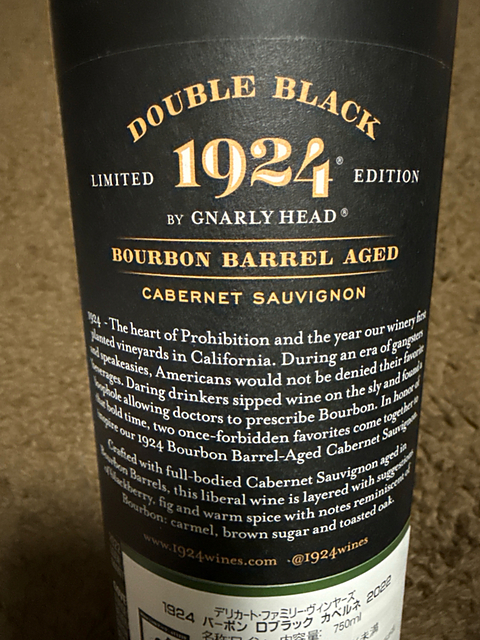 DOUBLE BLACK
1924®
LIMITED EDITION
BY GNARLY HEAD®
BOURBON BARREL AGED
CABERNET SAUVIGNON
1924 - The heart of Prohibition and the year our winery first
planted vineyards in California. During an era of gangsters
and speakeasies, Americans would not be denied their favorite
beverages. Daring drinkers sipped wine on the sly and found a
loophole allowing doctors to prescribe Bourbon. In honor of
the bold time, two once-forbidden favorites come together to
inspire our 1924 Bourbon Barrel-Aged Cabernet Sauvignon.
Crafted with full-bodied Cabernet Sauvignon aged in
Bourbon Barrels, this liberal wine is layered with suggestions
of blackberry, fig and warm spice with notes reminiscent of
Bourbon: carmel, brown sugar and toasted oak.
www.1924wines.com @1924wines
デリカート・ファミリーヴィンヤーズ
1924 バーボン ロブラック カベルネ 2022
内容量: 750ml